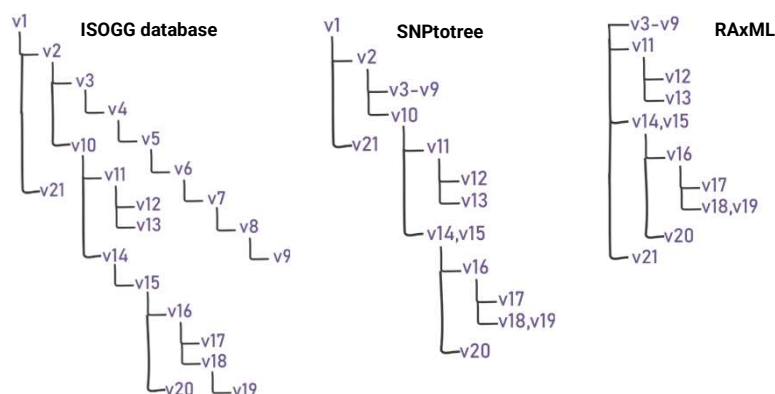 ISOGG database
v1
v2
v3
v4
v5
v6
v7
v8
v9
v10
v11
v12
v13
v14
v15
v16
v17
v18
v19
v20
v21
SNPtotree
v1
v2
v3-v9
v10
v11
v12
v13
v14,v15
v16
v17
v18,v19
v20
v21
RAxML
v3-v9
v11
v12
v13
v14,v15
v16
v17
v18,v19
v20
v21